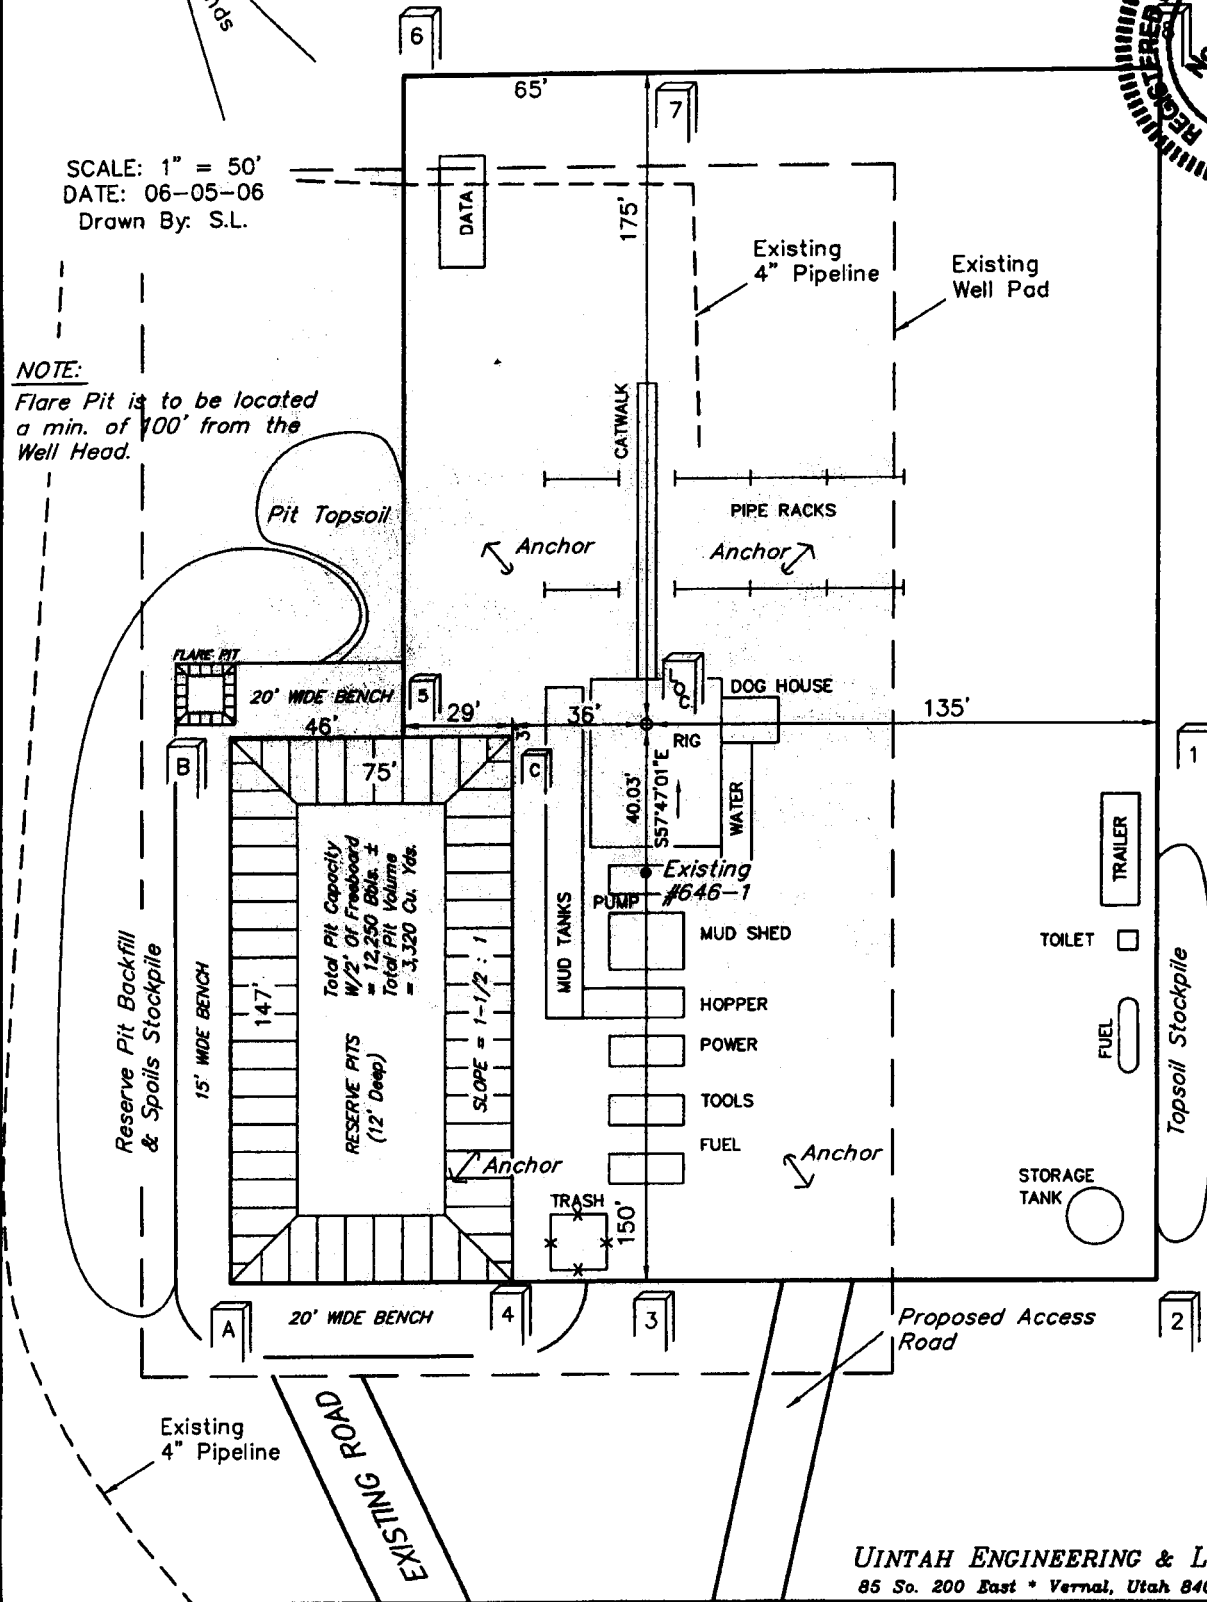 nds
6
65'
7
8
REGISTERED
SCALE: 1" = 50'
DATE: 06-05-06
Drawn By: S.L.
DATA
175'
Existing
4" Pipeline
Existing
Well Pad
NOTE:
Flare Pit is to be located
a min. of 100' from the
Well Head.
CATWALK
Pit Topsoil
PIPE RACKS
Anchor
Anchor
FLARE PIT
20' WIDE BENCH
5
LOC.
DOG HOUSE
46'
29'
3'
36'
135'
RIG
B
75'
C
1
40.03'
S57°47'01"E
WATER
TRAILER
Total Pit Capacity
W/2' Of Freeboard
= 12,250 Bbls. ±
Total Pit Volume
= 3,320 Cu. Yds.
Existing
#646-1
PUMP
MUD TANKS
MUD SHED
TOILET
Reserve Pit Backfill
& Spoils Stockpile
15' WIDE BENCH
147'
RESERVE PITS
(12' Deep)
SLOPE = 1-1/2 : 1
HOPPER
POWER
FUEL
Topsoil Stockpile
TOOLS
FUEL
Anchor
Anchor
STORAGE
TANK
TRASH
150'
A
20' WIDE BENCH
4
3
2
Proposed Access
Road
Existing
4" Pipeline
EXISTING ROAD
UINTAH ENGINEERING & L
85 So. 200 East * Vernal, Utah 840